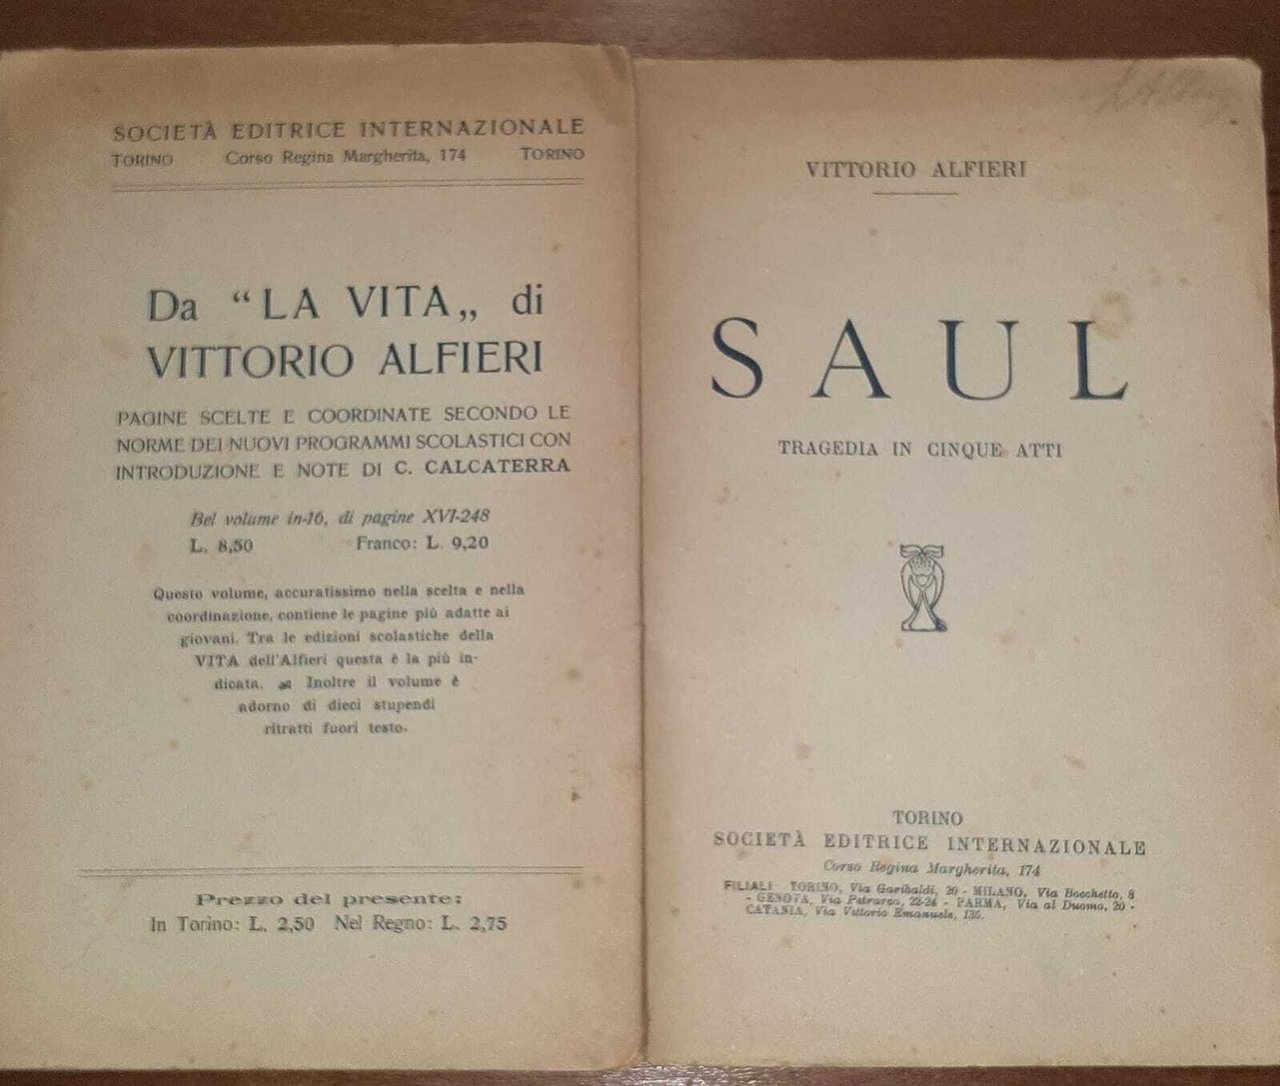 SOCIETÀ EDITRICE INTERNAZIONALE
TORINO Corso Regina Margherita, 174 TORINO
Da “LA VITA„ di
VITTORIO ALFIERI
PAGINE SCELTE E COORDINATE SECONDO LE
NORME DEI NUOVI PROGRAMMI SCOLASTICI CON
INTRODUZIONE E NOTE DI C. CALCATERRA
Bel volume in-16, di pagine XVI-248
L. 8,50 Franco: L. 9,20
Questo volume, accuratissimo nella scelta e nella
coordinazione, contiene le pagine più adatte ai
giovani. Tra le edizioni scolastiche della
VITA dell'Alfieri questa è la più in-
dicata. Inoltre il volume è
adorno di dieci stupendi
ritratti fuori testo.
Prezzo del presente:
In Torino: L. 2,50 Nel Regno: L. 2,75
VITTORIO ALFIERI
SAUL
TRAGEDIA IN CINQUE ATTI
TORINO
SOCIETÀ EDITRICE INTERNAZIONALE
Corso Regina Margherita, 174
FILIALI TORINO, Via Garibaldi, 20 - MILANO, Via Bocchetto, 8
- GENOVA, Via Petrarca, 22-24 - PARMA, Via al Duomo, 20 -
CATANIA, Via Vittorio Emanuele, 135.